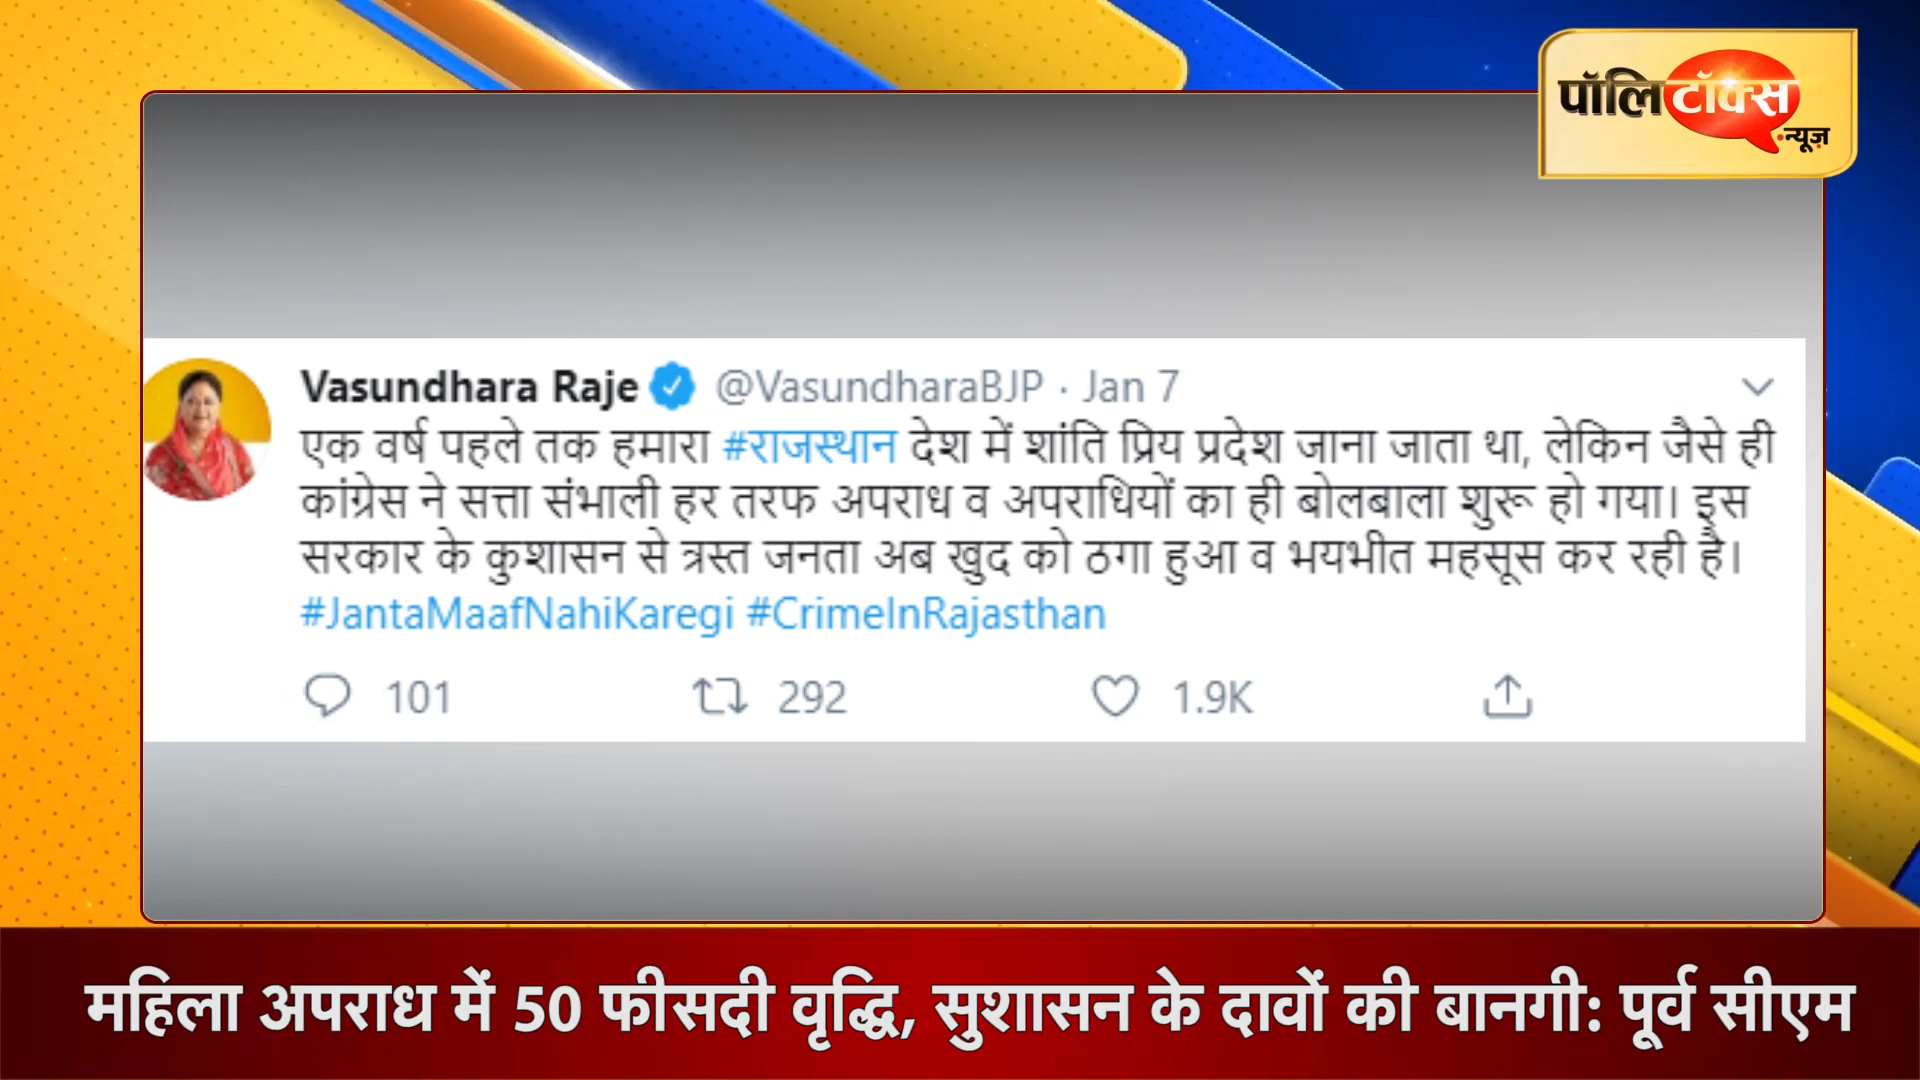 पॉलिटॉक्स
न्यूज़
Vasundhara Raje @VasundharaBJP · Jan 7
एक वर्ष पहले तक हमारा #राजस्थान देश में शांति प्रिय प्रदेश जाना जाता था, लेकिन जैसे ही
कांग्रेस ने सत्ता संभाली हर तरफ अपराध व अपराधियों का ही बोलबाला शुरू हो गया। इस
सरकार के कुशासन से त्रस्त जनता अब खुद को ठगा हुआ व भयभीत महसूस कर रही है।
#JantaMaafNahiKaregi #CrimeInRajasthan
101 292 1.9K
महिला अपराध में 50 फीसदी वृद्धि, सुशासन के दावों की बानगी: पूर्व सीएम